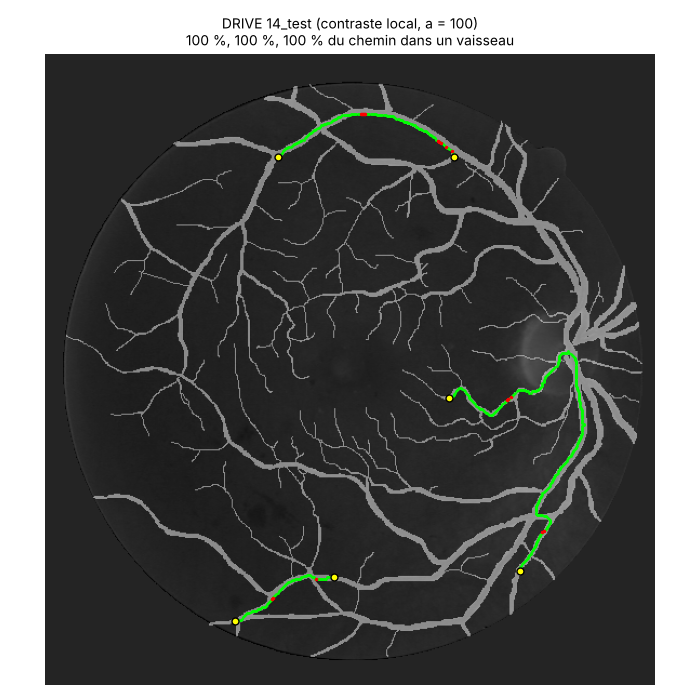 DRIVE 14_test (contraste local, a = 100)
100 %, 100 %, 100 % du chemin dans un vaisseau